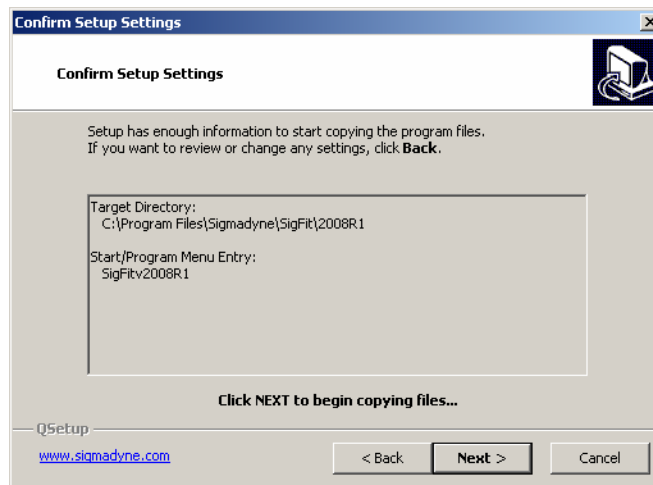 Confirm Setup Settings
Confirm Setup Settings
Setup has enough information to start copying the program files.
If you want to review or change any settings, click Back.
Target Directory:
C:\Program Files\Sigmadyne\SigFit\2008R1
Start/Program Menu Entry:
SigFitv2008R1
Click NEXT to begin copying files...
QSetup
www.sigmadyne.com
< Back
Next >
Cancel